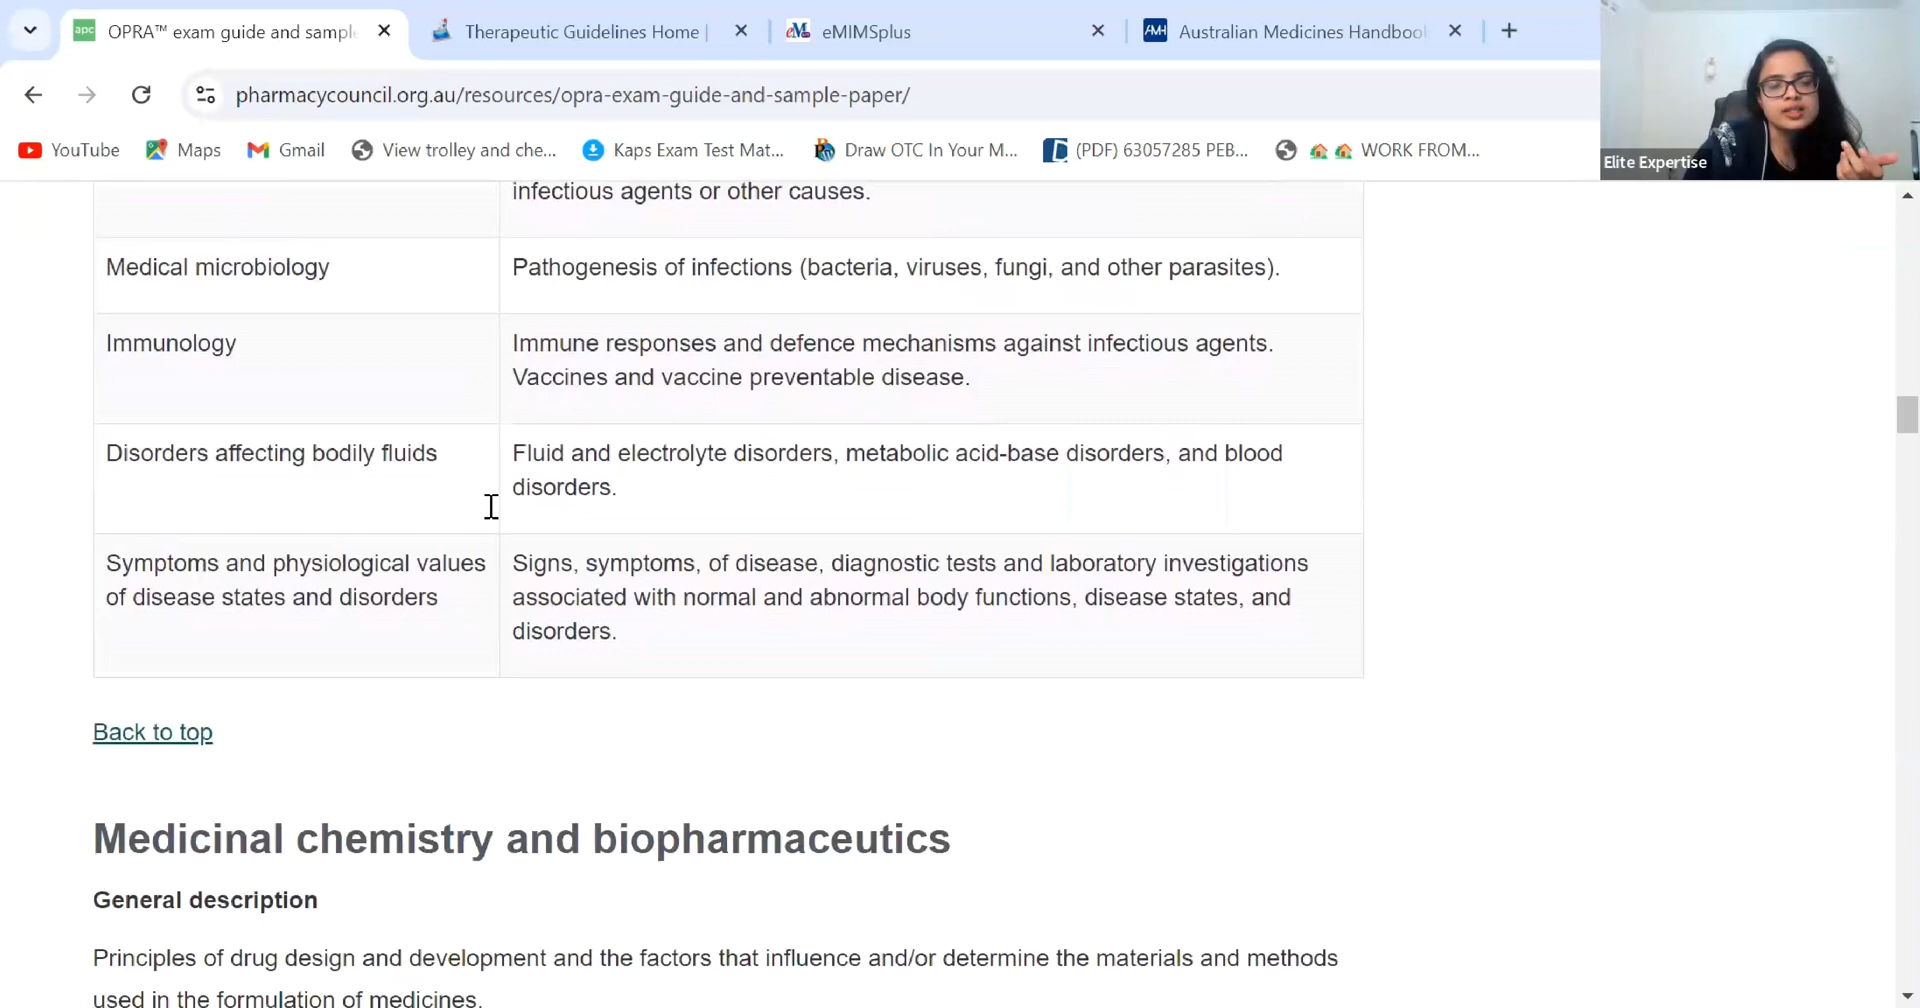 OPRA™ exam guide and sampl
Therapeutic Guidelines Home |
eMIMSplus
Australian Medicines Handbool
pharmacycouncil.org.au/resources/opra-exam-guide-and-sample-paper/
YouTube
Maps
Gmail
View trolley and che...
Kaps Exam Test Mat...
Draw OTC In Your M...
(PDF) 63057285 PEB...
WORK FROM...
Elite Expertise
infectious agents or other causes.
Medical microbiology
Pathogenesis of infections (bacteria, viruses, fungi, and other parasites).
Immunology
Immune responses and defence mechanisms against infectious agents.
Vaccines and vaccine preventable disease.
Disorders affecting bodily fluids
Fluid and electrolyte disorders, metabolic acid-base disorders, and blood
disorders.
Symptoms and physiological values
of disease states and disorders
Signs, symptoms, of disease, diagnostic tests and laboratory investigations
associated with normal and abnormal body functions, disease states, and
disorders.
Back to top
Medicinal chemistry and biopharmaceutics
General description
Principles of drug design and development and the factors that influence and/or determine the materials and methods
used in the formulation of medicines.